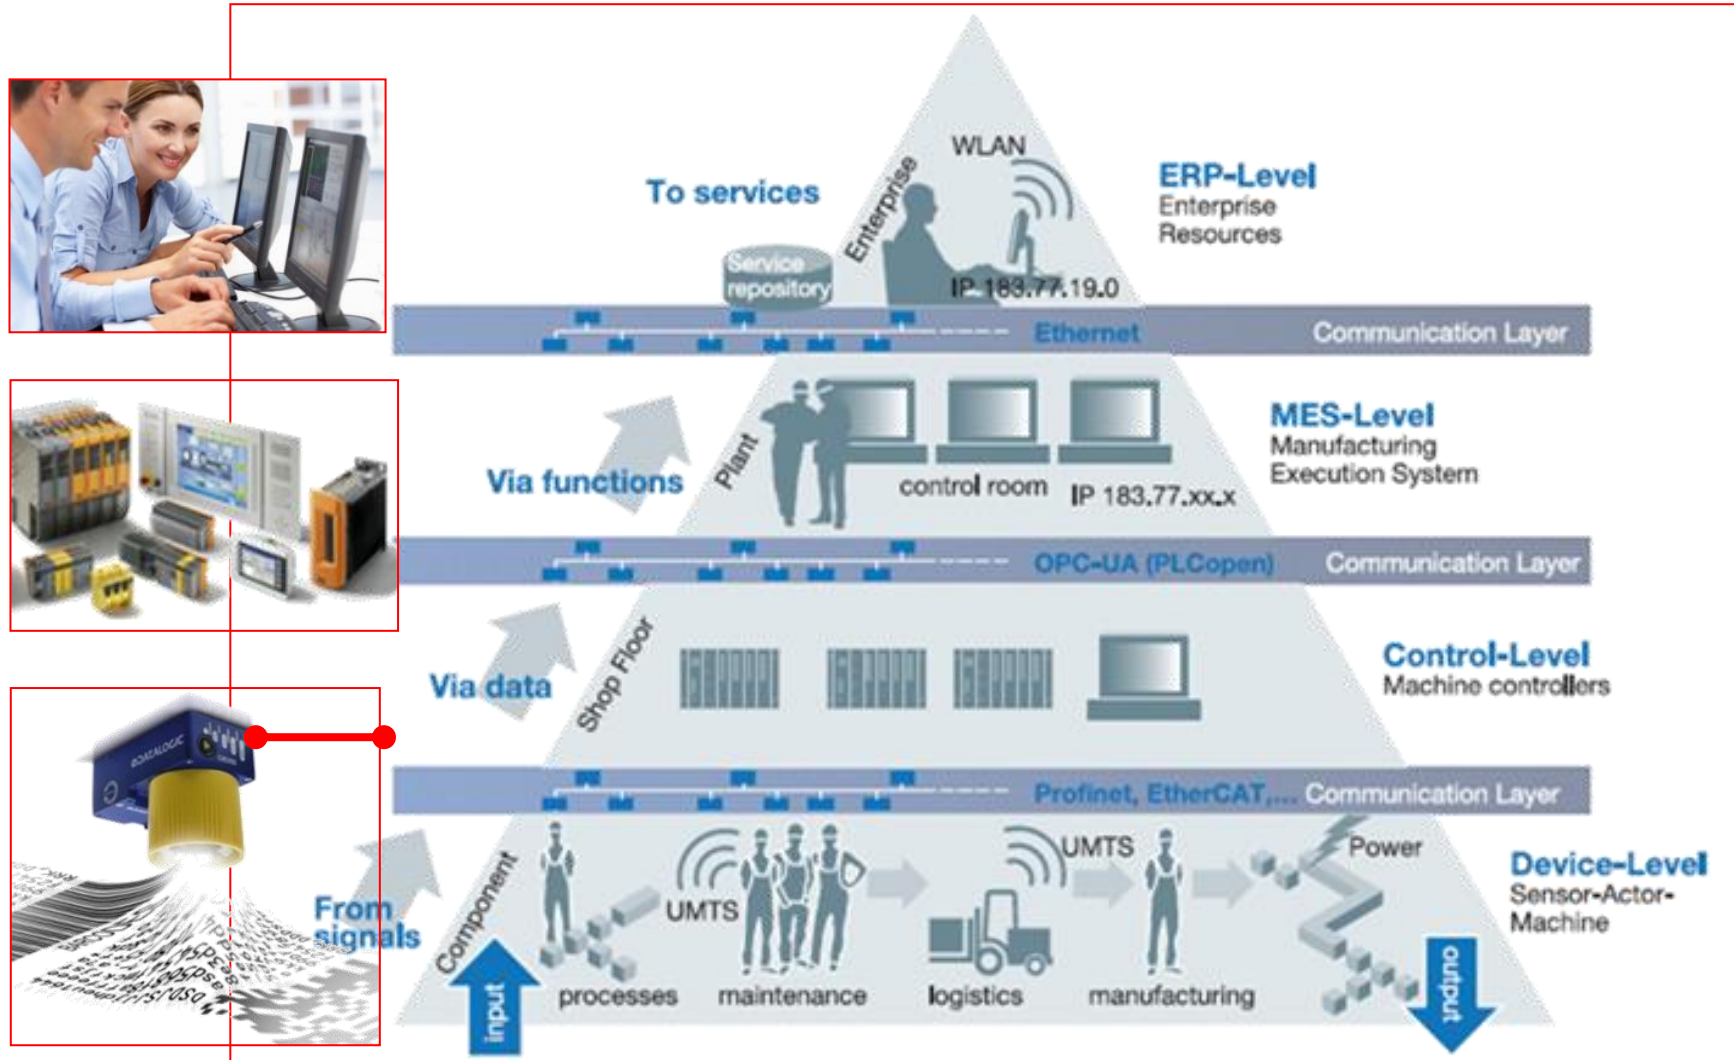 WLAN
ERP-Level
Enterprise
Resources
To services
Enterprise
Service
repository
IP 183.77.19.0
Ethernet
Communication Layer
MES-Level
Manufacturing
Execution System
Via functions
Plant
control room
IP 183.77.xx.x
OPC-UA (PLCopen)
Communication Layer
Shop Floor
Control-Level
Machine controllers
Via data
DATALOGIC
Profinet, EtherCAT,...
Communication Layer
UMTS
Power
Device-Level
Sensor-Actor-
Machine
From
signals
Component
UMTS
input
processes
maintenance
logistics
manufacturing
output